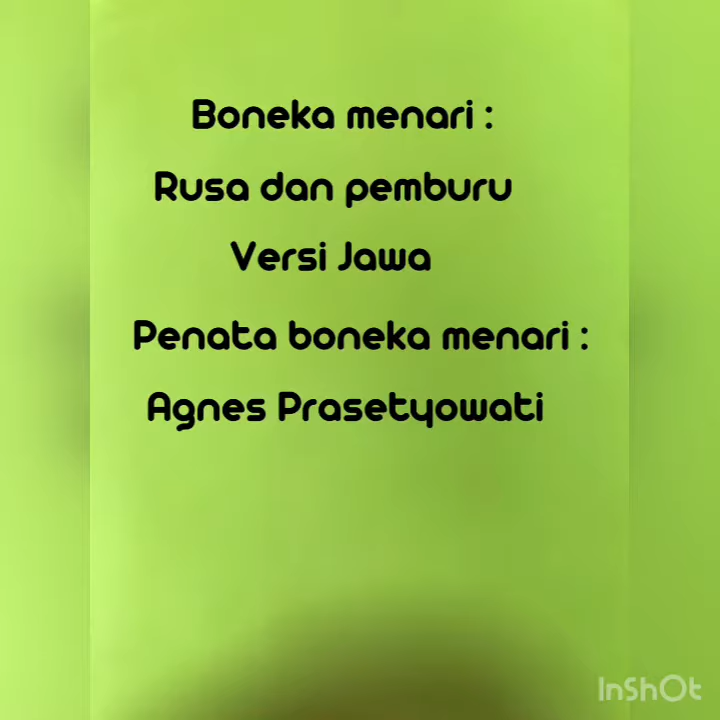 Boneka menari :
Rusa dan pemburu
Versi Jawa
Penata boneka menari :
Agnes Prasetyowati
InShOt